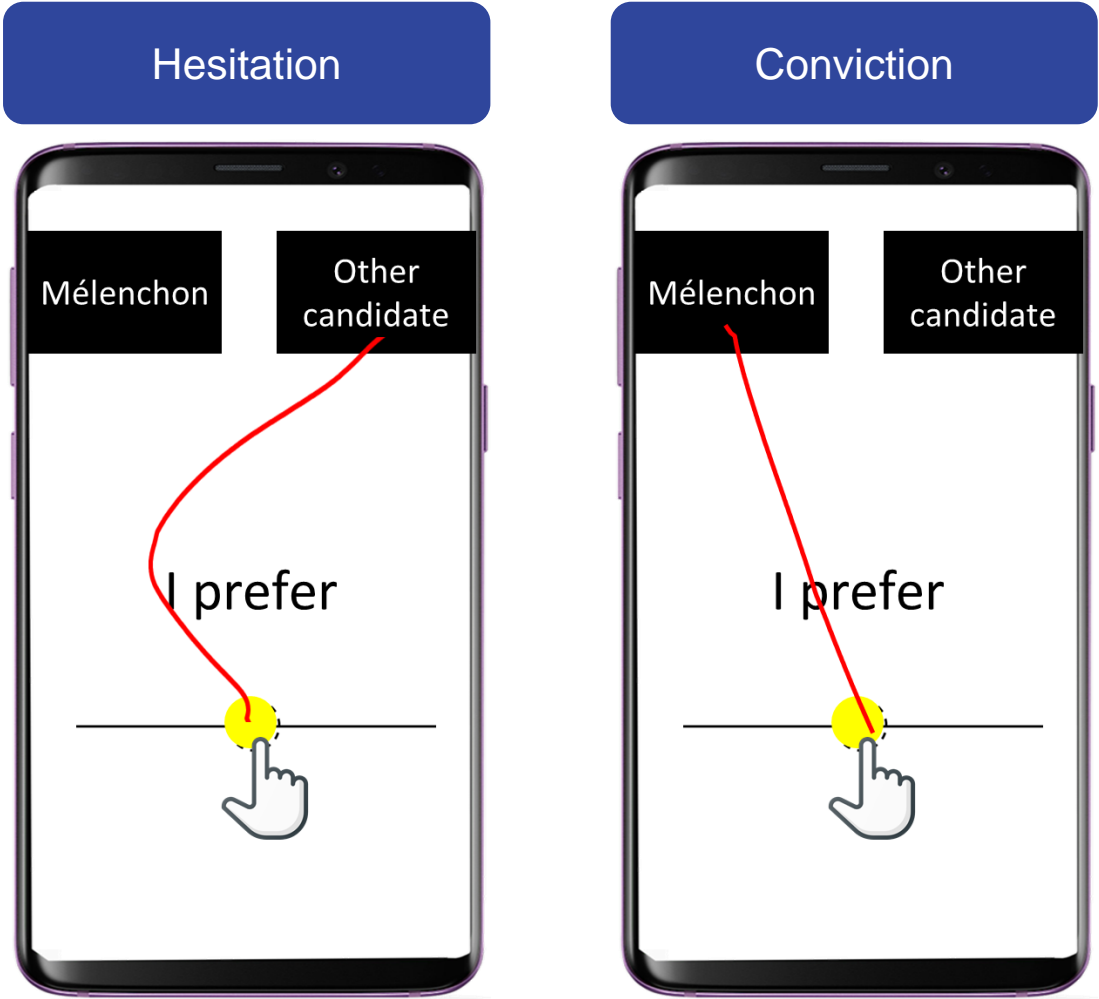 Hesitation
Mélenchon
Other
candidate
I prefer
Conviction
Mélenchon
Other
candidate
I prefer